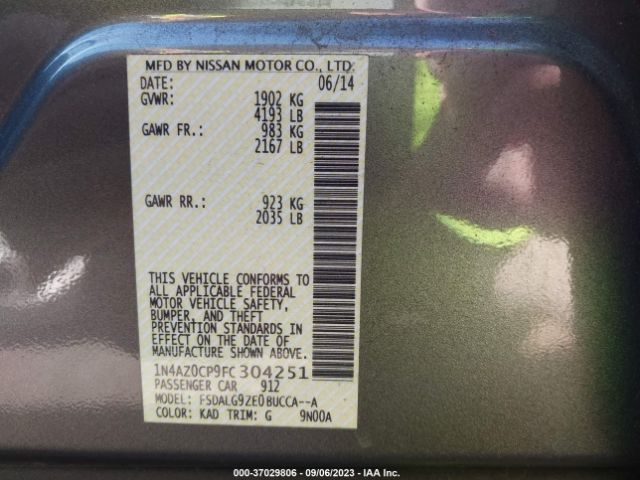 MFD BY NISSAN MOTOR CO., LTD.
DATE: 06/14
GVWR: 1902 KG
4193 LB
GAWR FR.: 983 KG
2167 LB
GAWR RR.: 923 KG
2035 LB
THIS VEHICLE CONFORMS TO
ALL APPLICABLE FEDERAL
MOTOR VEHICLE SAFETY,
BUMPER, AND THEFT
PREVENTION STANDARDS IN
EFFECT ON THE DATE OF
MANUFACTURE SHOWN ABOVE.
1N4AZ0CP9FC304251
PASSENGER CAR 912
MODEL: FSDALG9ZE0BUCCA--A
COLOR: KAD TRIM: G 9N00A
000-37029806 - 09/06/2023 - IAA Inc.